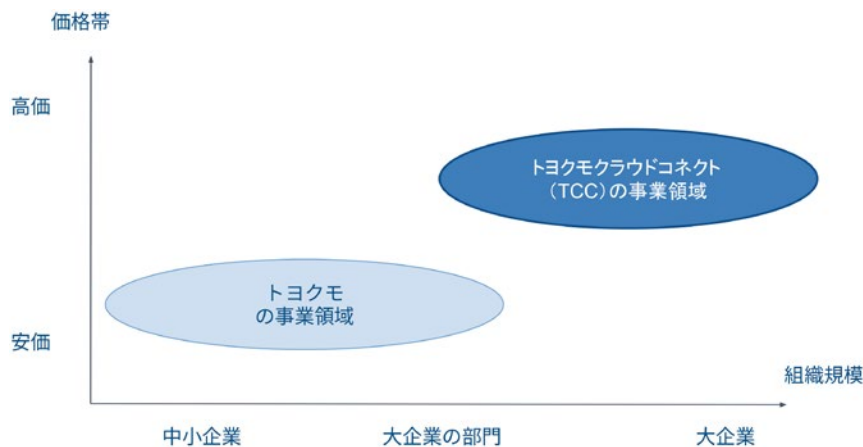 価格帯
高価
トヨクモクラウドコネクト
（TCC）の事業領域
トヨクモ
の事業領域
安価
組織規模
中小企業
大企業の部門
大企業